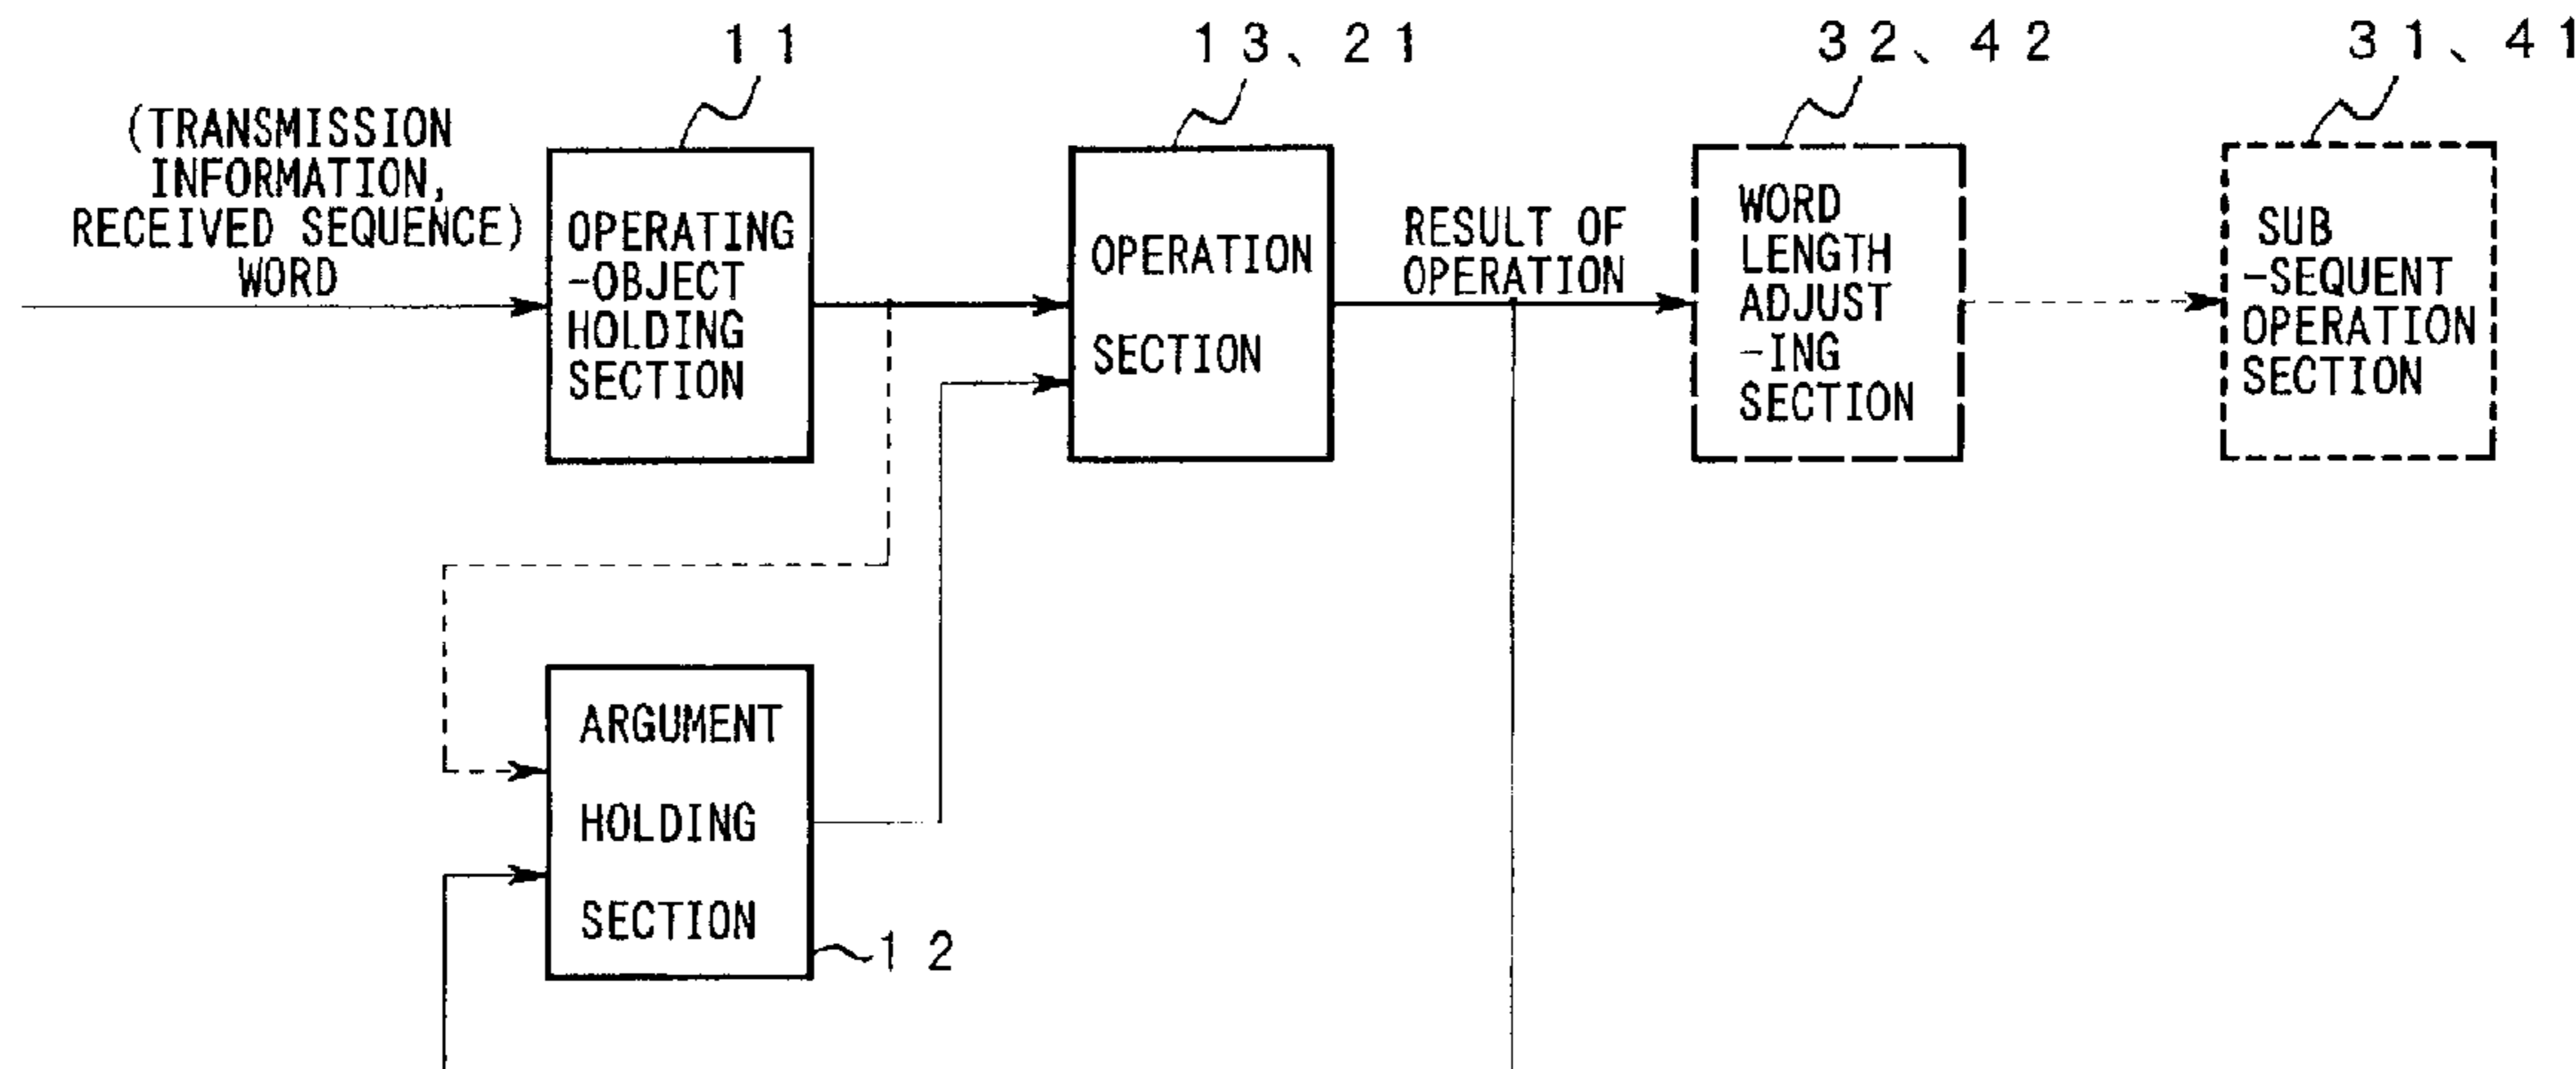 11
13、21
32、42
31、41
(TRANSMISSION
INFORMATION,
RECEIVED SEQUENCE)
WORD
OPERATING
-OBJECT
HOLDING
SECTION
OPERATION
SECTION
RESULT OF
OPERATION
WORD
LENGTH
ADJUST
-ING
SECTION
SUB
-SEQUENT
OPERATION
SECTION
ARGUMENT
HOLDING
SECTION
12